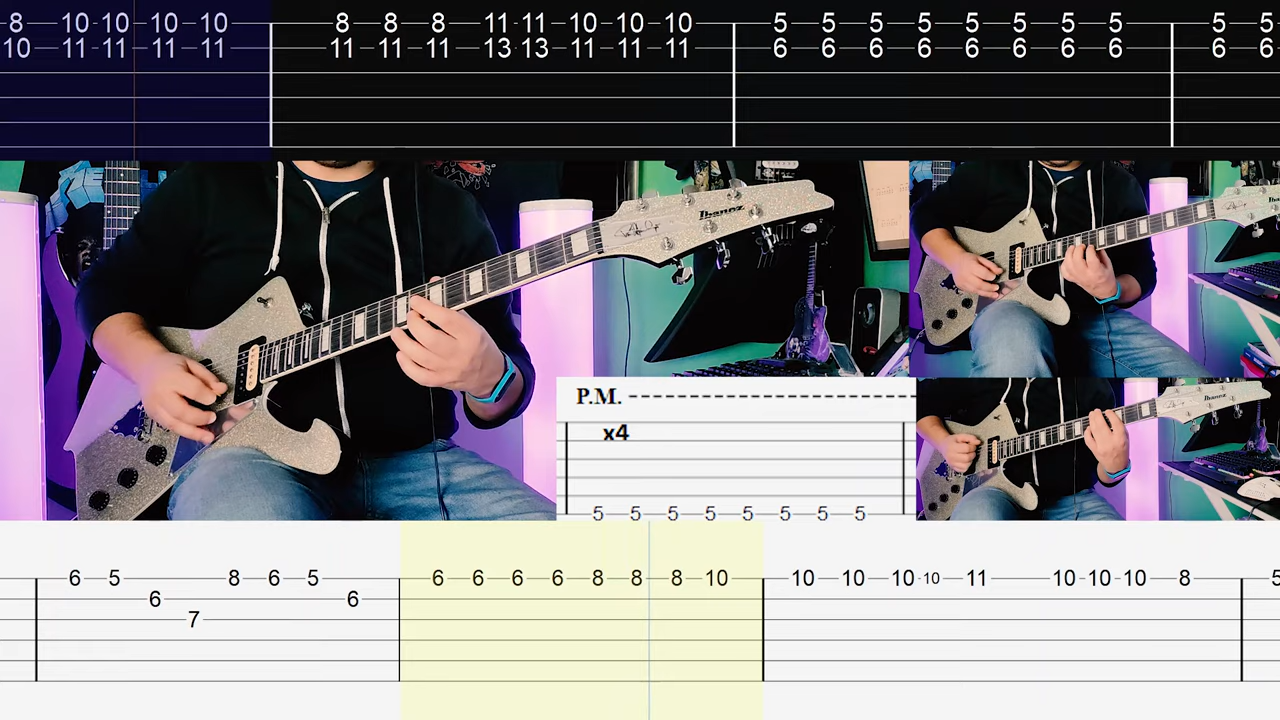 8 10 10 10 10 8 8 8 11 11 10 10 10 5 5 5 5 5 5 5 5 5 5
10 11 11 11 11 11 11 11 13 13 11 11 11 6 6 6 6 6 6 6 6 6 6
Ibanez
Ibanez
P.M.
x4
5 5 5 5 5 5 5 5
6 5 8 6 5 6 6 6 6 8 8 8 10 10 10 10 10 11 10 10 10 8 5
6 6
7